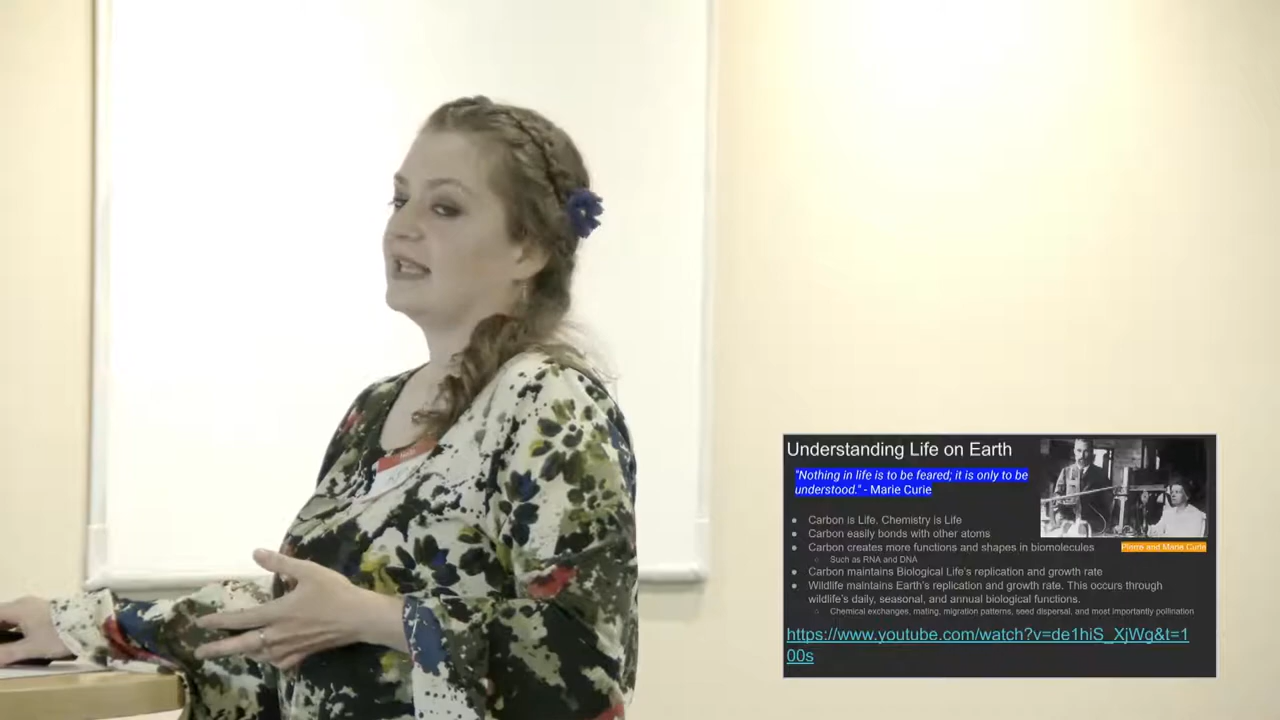 Understanding Life on Earth
"Nothing in life is to be feared; it is only to be
understood." - Marie Curie
● Carbon is Life. Chemistry is Life
● Carbon easily bonds with other atoms
● Carbon creates more functions and shapes in biomolecules
Pierre and Marie Curie
○ Such as RNA and DNA
● Carbon maintains Biological Life's replication and growth rate
● Wildlife maintains Earth's replication and growth rate. This occurs through
wildlife's daily, seasonal, and annual biological functions.
○ Chemical exchanges, mating, migration patterns, seed dispersal, and most importantly pollination
https://www.youtube.com/watch?v=de1hiS_XjWg&t=1
00s